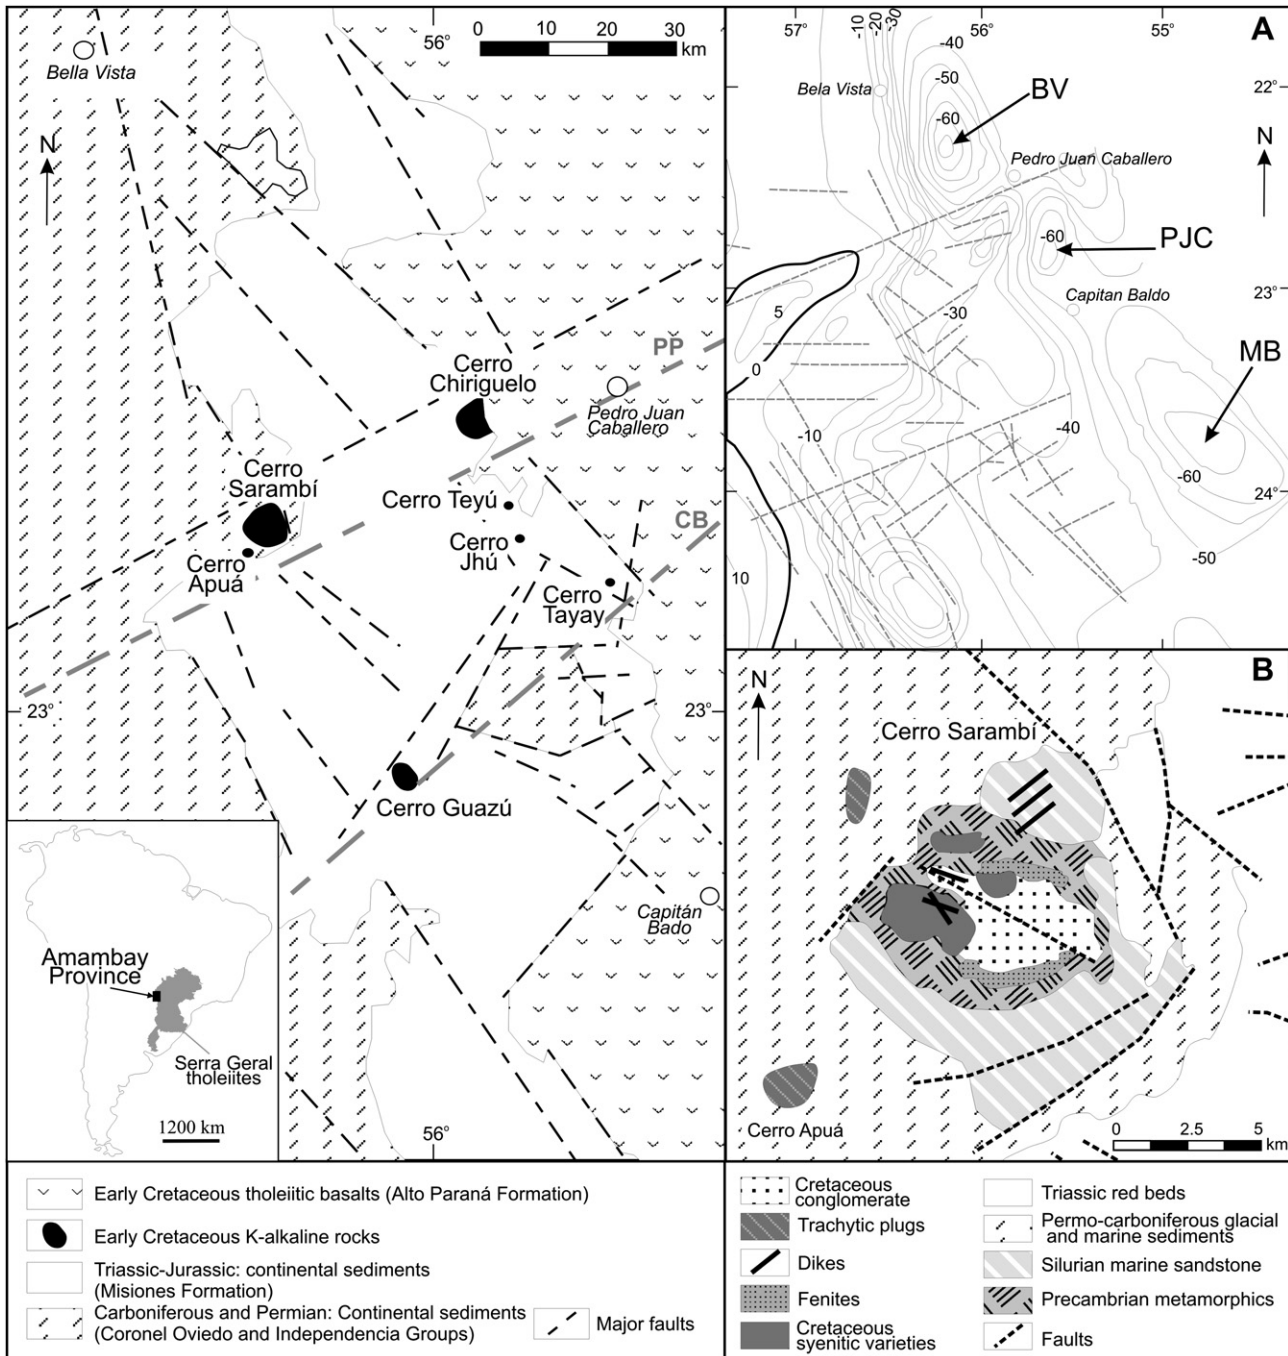 56°
0 10 20 30
km
Bella Vista
N
PP
Cerro
Chiriguelo
Pedro Juan
Caballero
Cerro
Sarambí
Cerro Teyú
CB
Cerro
Jhú
Cerro
Apuá
Cerro
Tayay
23°
23°
Cerro Guazú
Capitán
Bado
Amambay
Province
Serra Geral
tholeiites
1200 km
56°
57°
-10
-20
-30
56°
55°
A
-40
-50
-60
Bela Vista
BV
22°
N
Pedro Juan Caballero
-60
PJC
23°
Capitan Baldo
5
-30
0
MB
-10
-40
-60
24°
-50
10
B
N
Cerro Sarambí
Cerro Apuá
0 2.5 5
km
Early Cretaceous tholeiitic basalts (Alto Paraná Formation)
Early Cretaceous K-alkaline rocks
Triassic-Jurassic: continental sediments
(Misiones Formation)
Carboniferous and Permian: Continental sediments
(Coronel Oviedo and Independencia Groups)
Major faults
Cretaceous
conglomerate
Trachytic plugs
Dikes
Fenites
Cretaceous
syenitic varieties
Triassic red beds
Permo-carboniferous glacial
and marine sediments
Silurian marine sandstone
Precambrian metamorphics
Faults